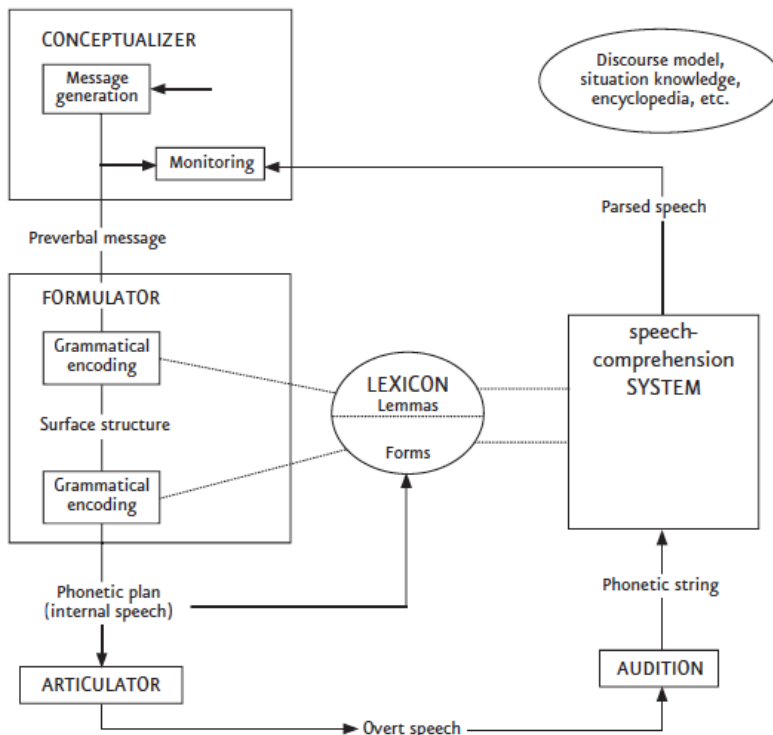 CONCEPTUALIZER
Message
generation
Monitoring
Discourse model,
situation knowledge,
encyclopedia, etc.
Parsed speech
Preverbal message
FORMULATOR
Grammatical
encoding
Surface structure
Grammatical
encoding
LEXICON
Lemmas
Forms
speech-
comprehension
SYSTEM
Phonetic plan
(internal speech)
Phonetic string
ARTICULATOR
AUDITION
Overt speech